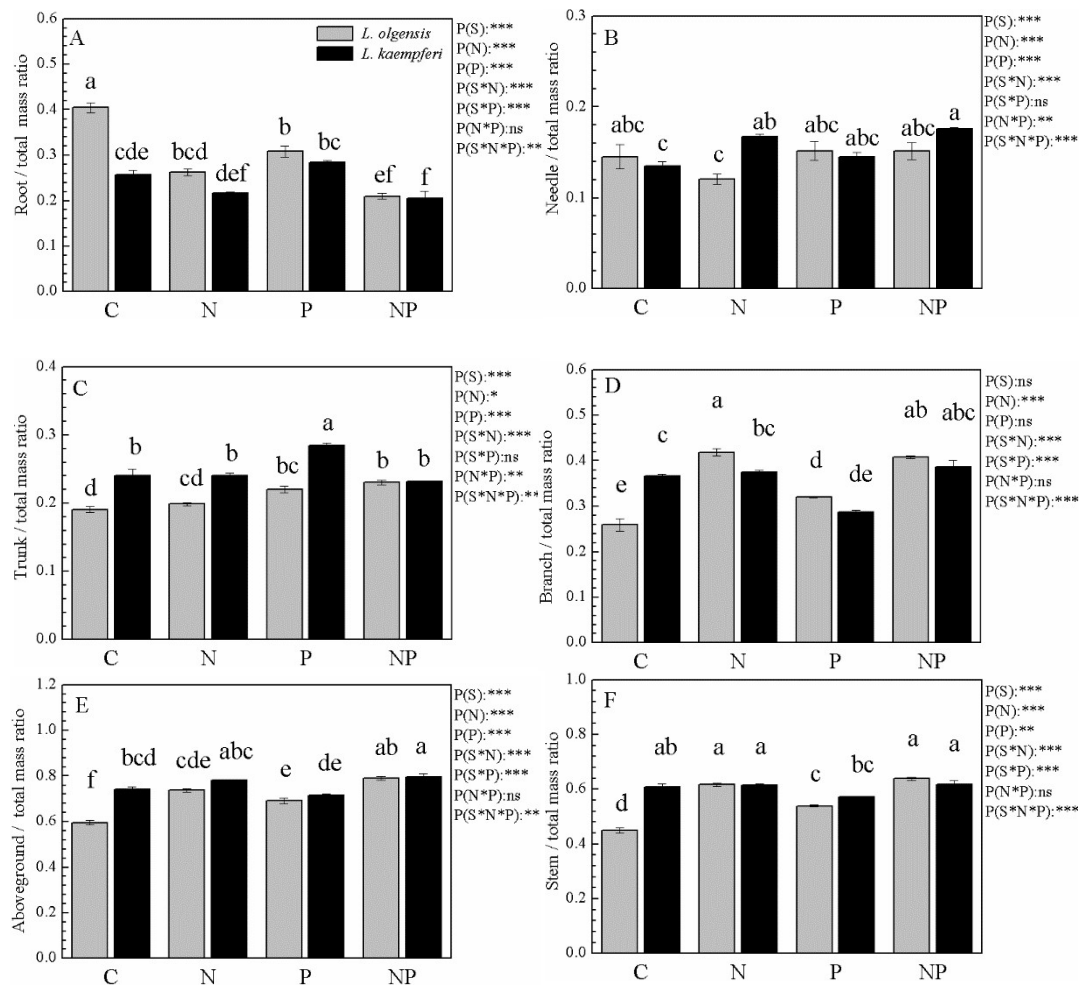 A
L. olgensis
L. kaempferi
Root / total mass ratio
0.6
0.5
0.4
0.3
0.2
0.1
0.0
a
cde
bcd
def
b
bc
ef
f
C
N
P
NP
P(S):***
P(N):***
P(P):***
P(S*N):***
P(S*P):***
P(N*P):ns
P(S*N*P):**
B
Needle / total mass ratio
0.3
0.2
0.1
0.0
abc
c
c
ab
abc
abc
abc
a
C
N
P
NP
P(S):***
P(N):***
P(P):***
P(S*N):***
P(S*P):ns
P(N*P):**
P(S*N*P):***
C
Trunk / total mass ratio
0.4
0.3
0.2
0.1
0.0
d
b
cd
b
bc
a
b
b
C
N
P
NP
P(S):***
P(N):*
P(P):***
P(S*N):***
P(S*P):ns
P(N*P):**
P(S*N*P):**
D
Branch / total mass ratio
0.6
0.5
0.4
0.3
0.2
0.1
0.0
e
c
a
bc
d
de
ab
abc
C
N
P
NP
P(S):ns
P(N):***
P(P):ns
P(S*N):***
P(S*P):***
P(N*P):ns
P(S*N*P):***
E
Aboveground / total mass ratio
1.2
1.0
0.8
0.6
0.4
0.2
0.0
f
bcd
cde
abc
e
de
ab
a
C
N
P
NP
P(S):***
P(N):***
P(P):***
P(S*N):***
P(S*P):***
P(N*P):ns
P(S*N*P):**
F
Stem / total mass ratio
1.0
0.8
0.6
0.4
0.2
0.0
d
ab
a
a
c
bc
a
a
C
N
P
NP
P(S):***
P(N):***
P(P):**
P(S*N):***
P(S*P):***
P(N*P):ns
P(S*N*P):***